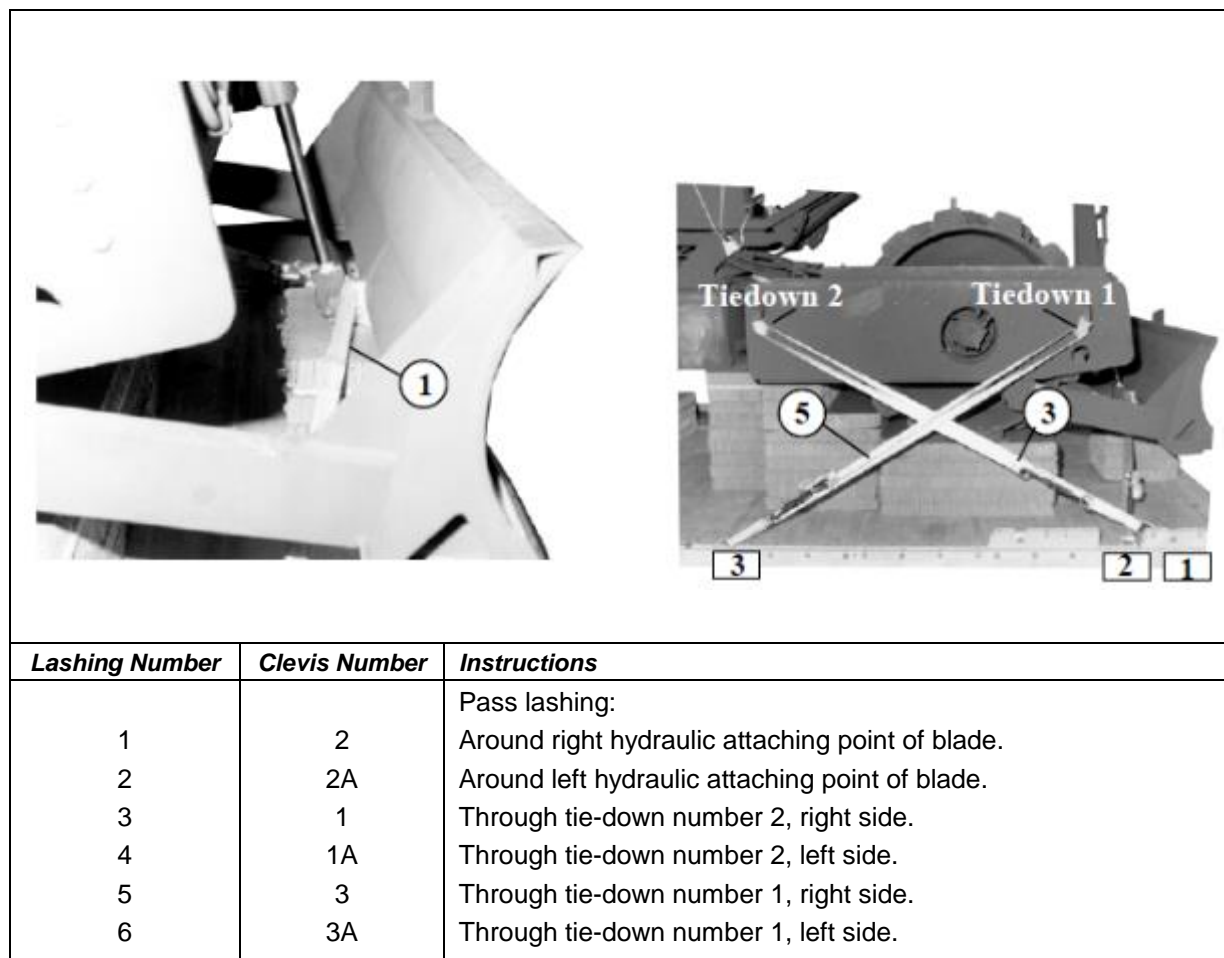 1
Tiedown 2 Tiedown 1
5 3
3 2 1
Lashing Number Clevis Number Instructions
Pass lashing:
1 2 Around right hydraulic attaching point of blade.
2 2A Around left hydraulic attaching point of blade.
3 1 Through tie-down number 2, right side.
4 1A Through tie-down number 2, left side.
5 3 Through tie-down number 1, right side.
6 3A Through tie-down number 1, left side.